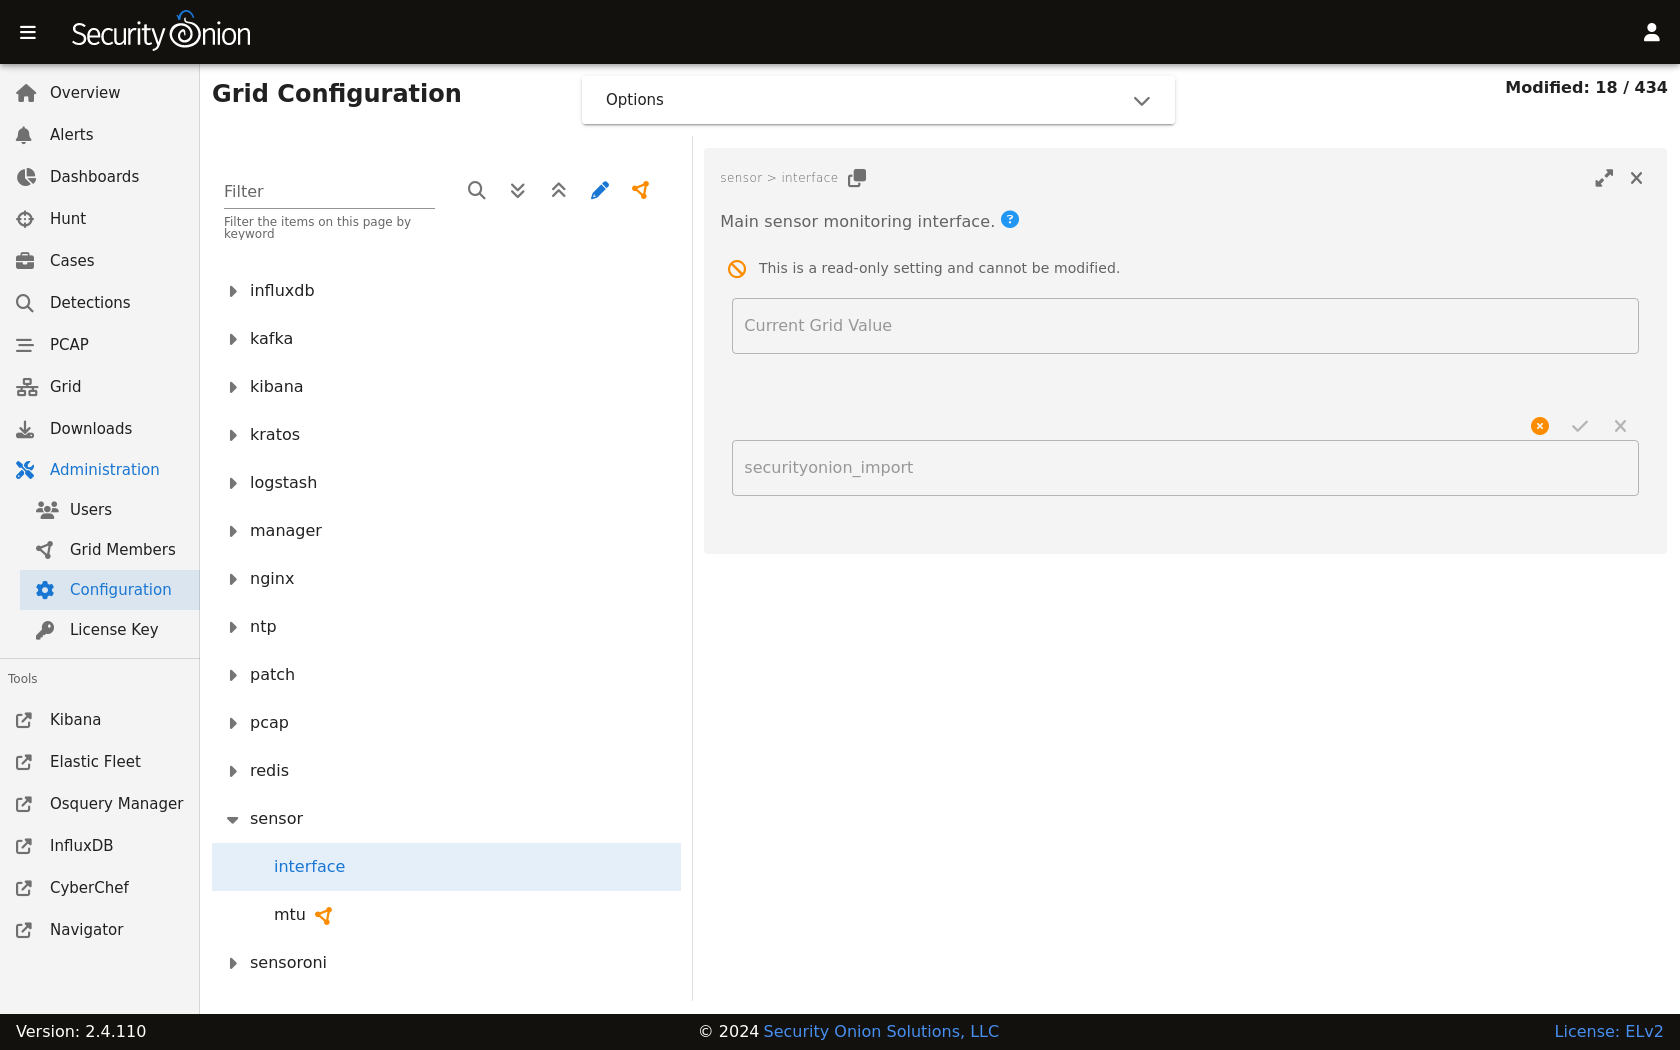 Security Onion
Overview
Alerts
Dashboards
Hunt
Cases
Detections
PCAP
Grid
Downloads
Administration
Users
Grid Members
Configuration
License Key
Tools
Kibana
Elastic Fleet
Osquery Manager
InfluxDB
CyberChef
Navigator
Grid Configuration
Options
Modified: 18 / 434
Filter
Filter the items on this page by
keyword
influxdb
kafka
kibana
kratos
logstash
manager
nginx
ntp
patch
pcap
redis
sensor
interface
mtu
sensoroni
sensor > interface
Main sensor monitoring interface. ?
This is a read-only setting and cannot be modified.
Current Grid Value
securityonion_import
Version: 2.4.110
© 2024 Security Onion Solutions, LLC
License: ELv2